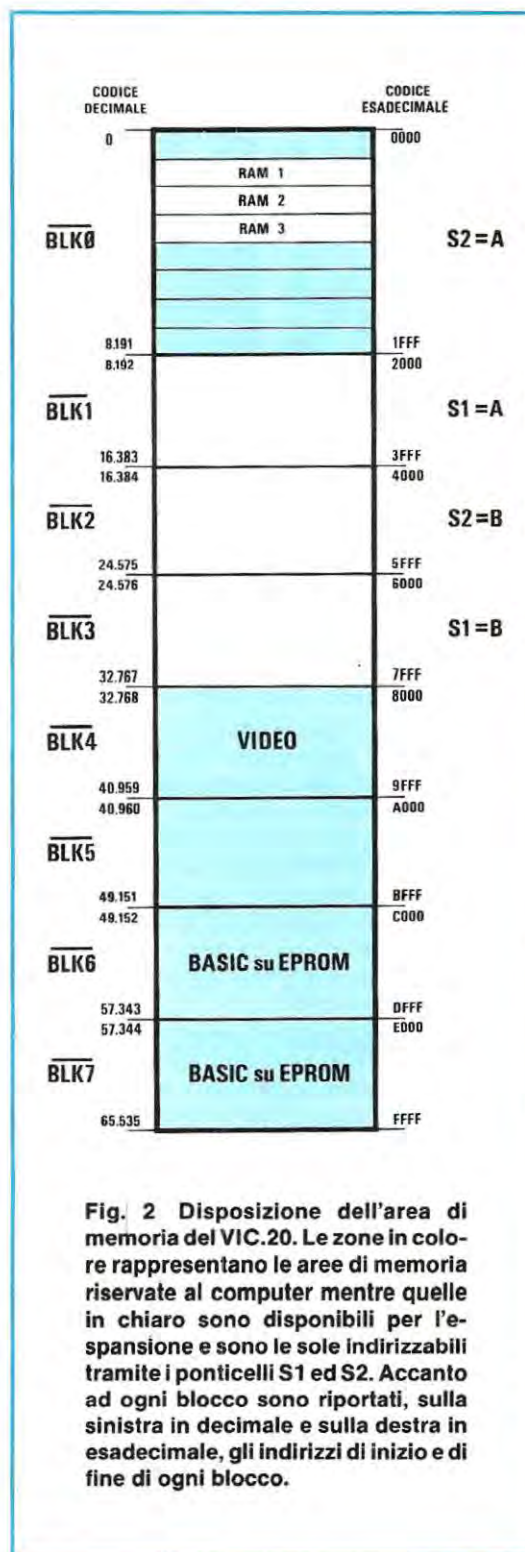 CODICE
DECIMALE
CODICE
ESADECIMALE
0
0000
RAM 1
RAM 2
RAM 3
BLKØ
S2=A
8.191
1FFF
8.192
2000
BLK1
S1=A
16.383
3FFF
16.384
4000
BLK2
S2=B
24.575
5FFF
24.576
6000
BLK3
S1=B
32.767
7FFF
32.768
8000
BLK4
VIDEO
40.959
9FFF
40.960
A000
BLK5
49.151
BFFF
49.152
C000
BLK6
BASIC su EPROM
57.343
DFFF
57.344
E000
BLK7
BASIC su EPROM
65.535
FFFF
Fig. 2 Disposizione dell'area di
memoria del VIC.20. Le zone in colo-
re rappresentano le aree di memoria
riservate al computer mentre quelle
in chiaro sono disponibili per l'e-
spansione e sono le sole indirizzabili
tramite i ponticelli S1 ed S2. Accanto
ad ogni blocco sono riportati, sulla
sinistra in decimale e sulla destra in
esadecimale, gli indirizzi di inizio e di
fine di ogni blocco.